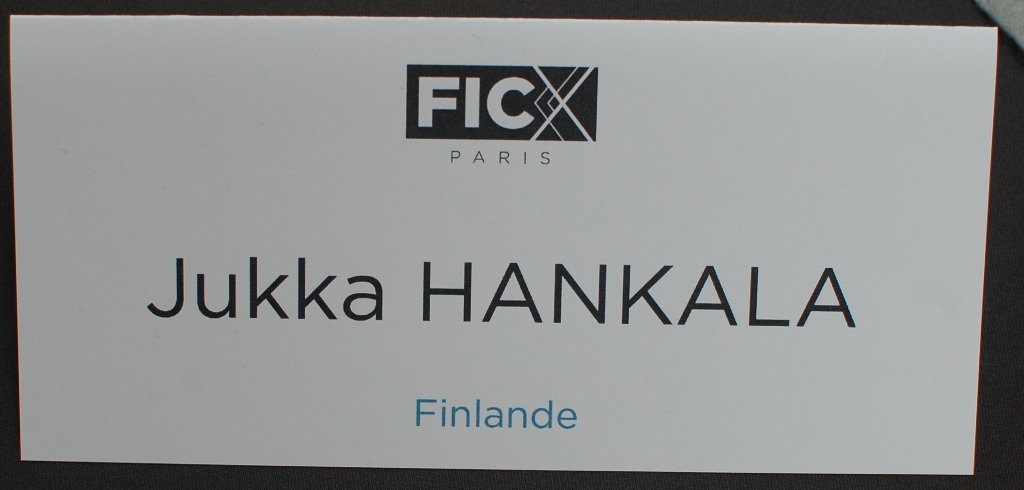 FICX
PARIS
Jukka HANKALA
Finlande